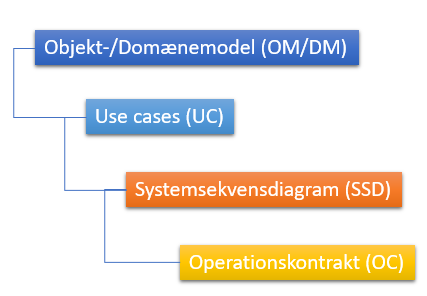 Objekt-/Domænemodel (OM/DM)
Use cases (UC)
Systemsekvensdiagram (SSD)
Operationskontrakt (OC)